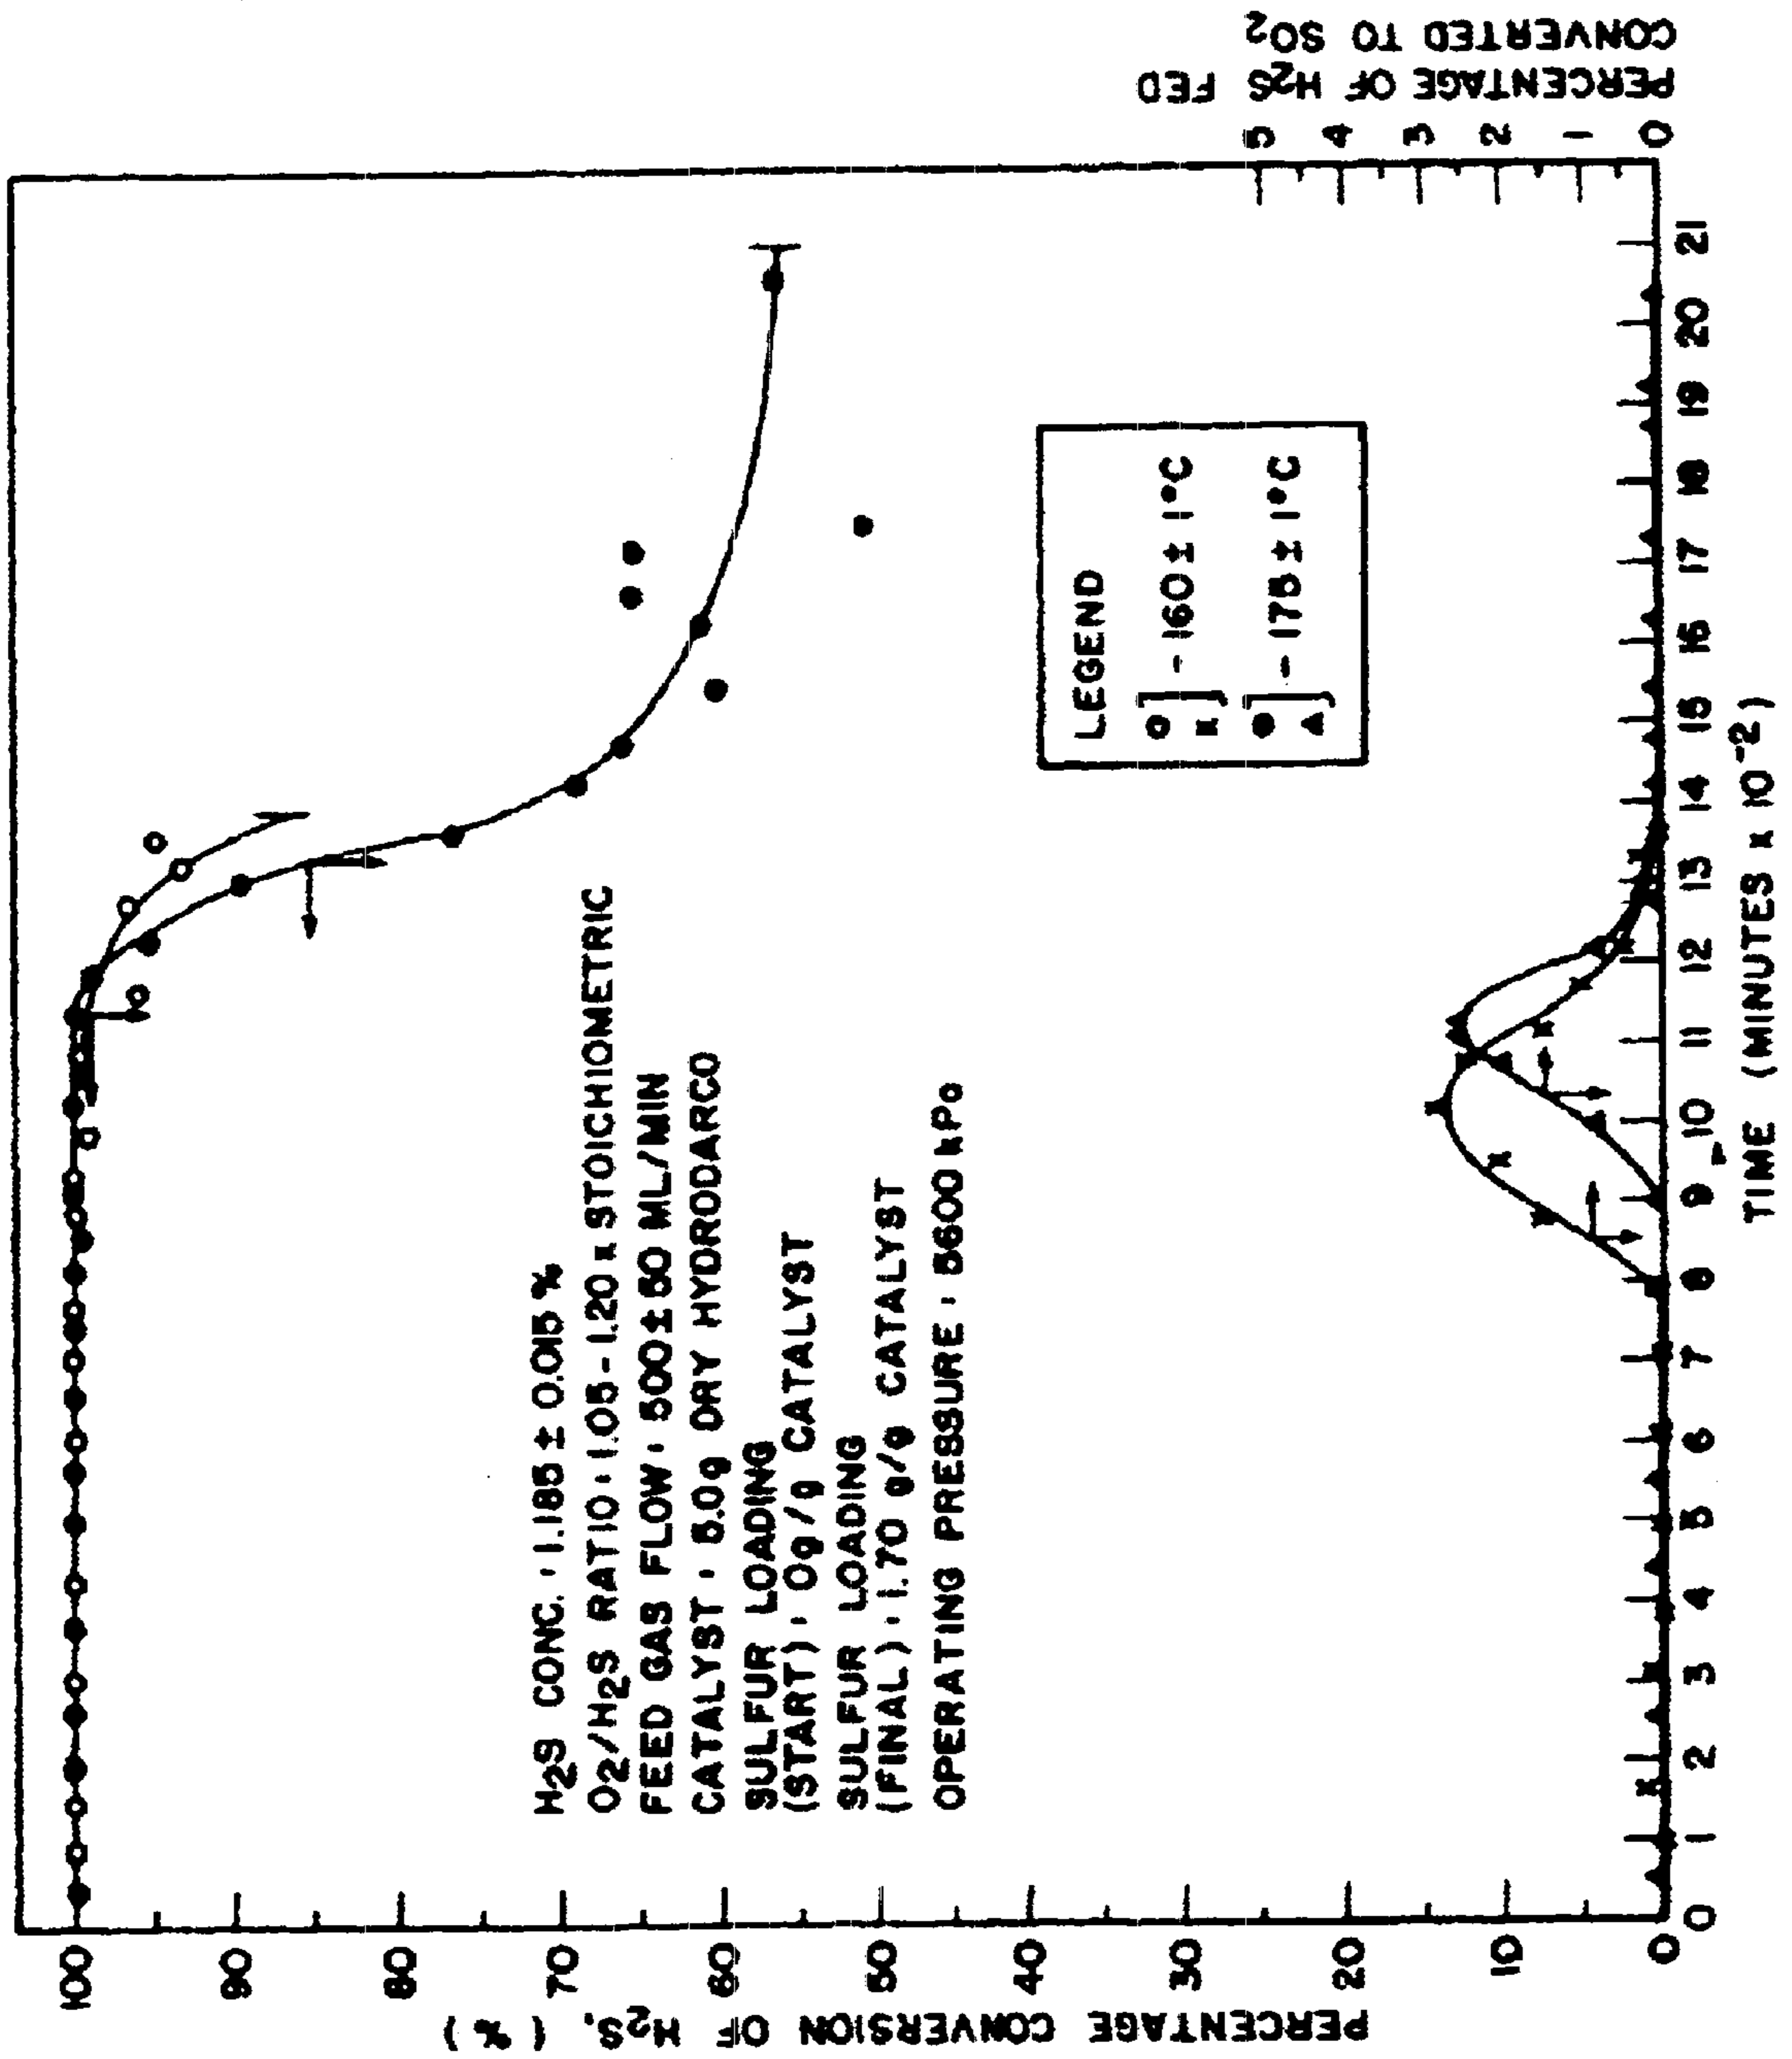 PERCENTAGE CONVERSION OF H2S, (%)
100
90
80
70
60
50
40
30
20
10
0
H2S CONC. : 1.185 ± 0.015 %
O2/H2S RATIO : 1.05 - 1.20 x STOICHIOMETRIC
FEED GAS FLOW : 500 ± 50 ML/MIN
CATALYST : 5.0g DRY HYDRODARCO
SULFUR LOADING
(START) : 0g/g CATALYST
SULFUR LOADING
(FINAL) : 1.70 g/g CATALYST
OPERATING PRESSURE : 5600 kPa
LEGEND
- 160 ± 1°C
- 175 ± 1°C
0 1 2 3 4 5 6 7 8 9 10 11 12 13 14 15 16 17 18 19 20 21
TIME (MINUTES x 10-2)
5
4
3
2
1
0
PERCENTAGE OF H2S FED
CONVERTED TO SO2